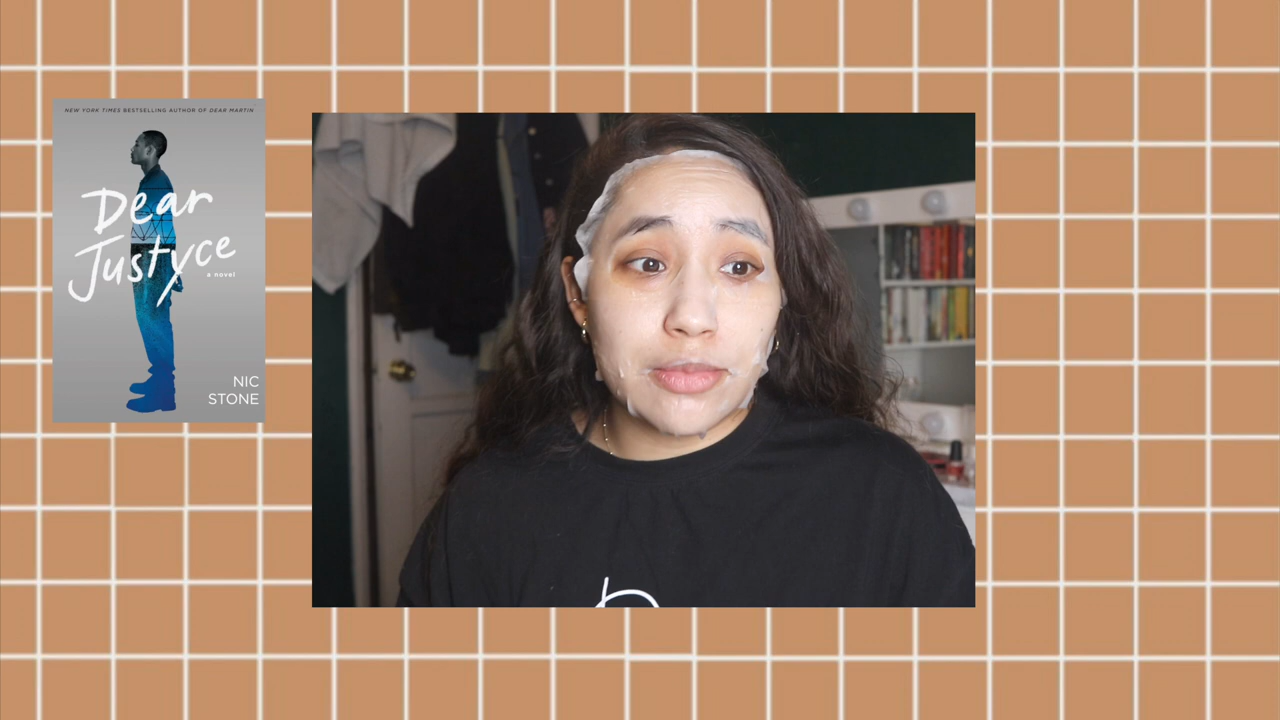 NEW YORK TIMES BESTSELLING AUTHOR OF DEAR MARTIN
Dear
Justyce
a novel
NIC
STONE